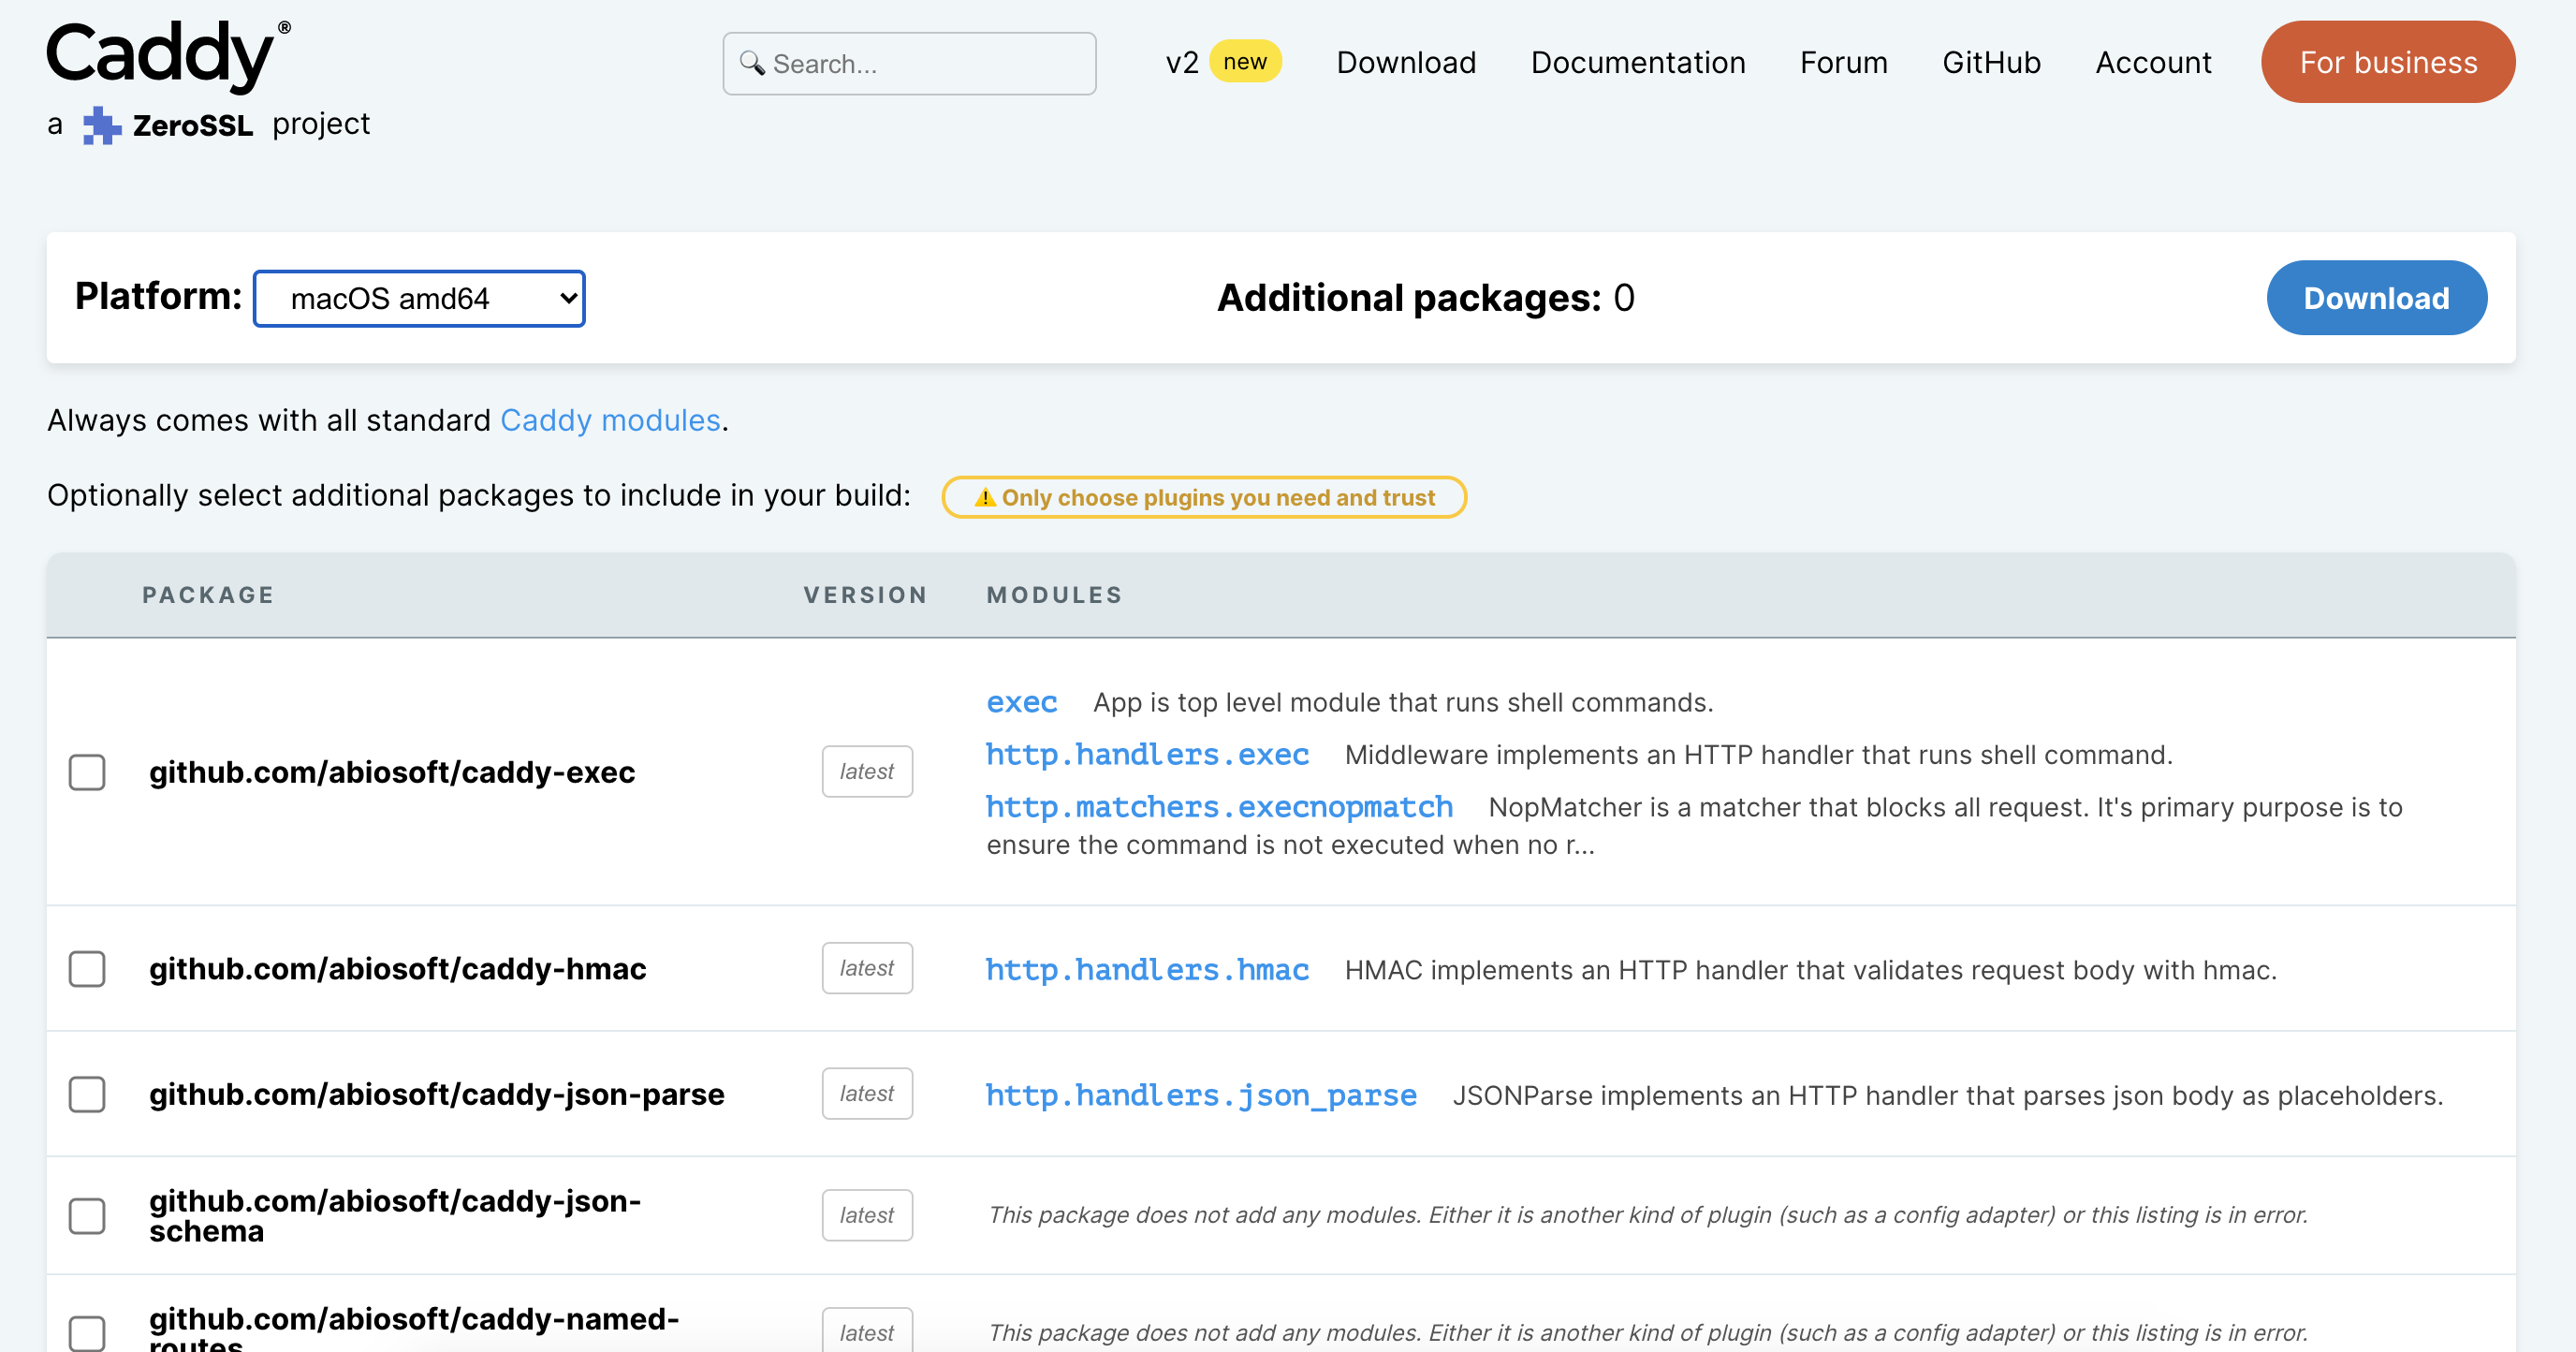 Caddy®
a ZeroSSL project
Search...
v2 new Download Documentation Forum GitHub Account For business
Platform: macOS amd64 Additional packages: 0 Download
Always comes with all standard Caddy modules.
Optionally select additional packages to include in your build: ⚠️ Only choose plugins you need and trust
PACKAGE VERSION MODULES
exec App is top level module that runs shell commands.
github.com/abiosoft/caddy-exec latest http.handlers.exec Middleware implements an HTTP handler that runs shell command.
http.matchers.execnopmatch NopMatcher is a matcher that blocks all request. It's primary purpose is to
ensure the command is not executed when no r...
github.com/abiosoft/caddy-hmac latest http.handlers.hmac HMAC implements an HTTP handler that validates request body with hmac.
github.com/abiosoft/caddy-json-parse latest http.handlers.json_parse JSONParse implements an HTTP handler that parses json body as placeholders.
github.com/abiosoft/caddy-json-
schema latest This package does not add any modules. Either it is another kind of plugin (such as a config adapter) or this listing is in error.
github.com/abiosoft/caddy-named-
routes latest This package does not add any modules. Either it is another kind of plugin (such as a config adapter) or this listing is in error.